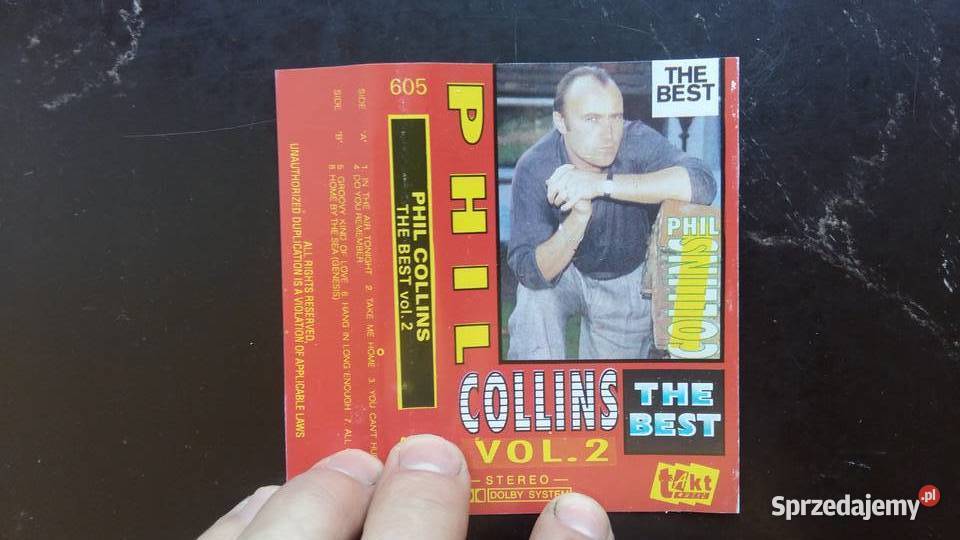 605
PHIL
COLLINS
VOL.2
STEREO
DOLBY SYSTEM
THE
BEST
PHIL
COLLINS
THE
BEST
takt
MUSIC
PHIL COLLINS
THE BEST vol. 2
SIDE "A" 1. IN THE AIR TONIGHT 2. TAKE ME HOME 3. YOU CAN'T HU
4. DO YOU REMEMBER
SIDE "B" 5. GROOVY KIND OF LOVE 6. HANG IN LONG ENOUGH 7. ALL
8. HOME BY THE SEA (GENESIS)
ALL RIGHTS RESERVED.
UNAUTHORIZED DUPLICATION IS A VIOLATION OF APPLICABLE LAWS
Sprzedajemy.pl